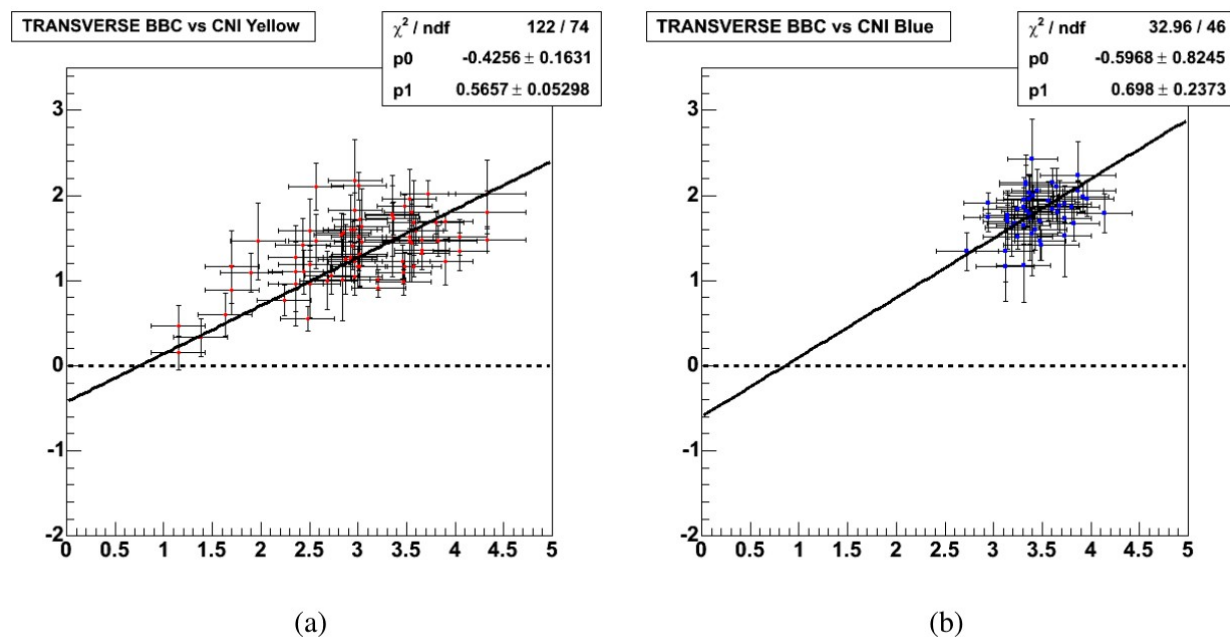 TRANSVERSE BBC vs CNI Yellow
χ² / ndf 122 / 74
p0 -0.4256 ± 0.1631
p1 0.5657 ± 0.05298
3
2
1
0
-1
-2
0 0.5 1 1.5 2 2.5 3 3.5 4 4.5 5
(a)
TRANSVERSE BBC vs CNI Blue
χ² / ndf 32.96 / 46
p0 -0.5968 ± 0.8245
p1 0.698 ± 0.2373
3
2
1
0
-1
-2
0 0.5 1 1.5 2 2.5 3 3.5 4 4.5 5
(b)